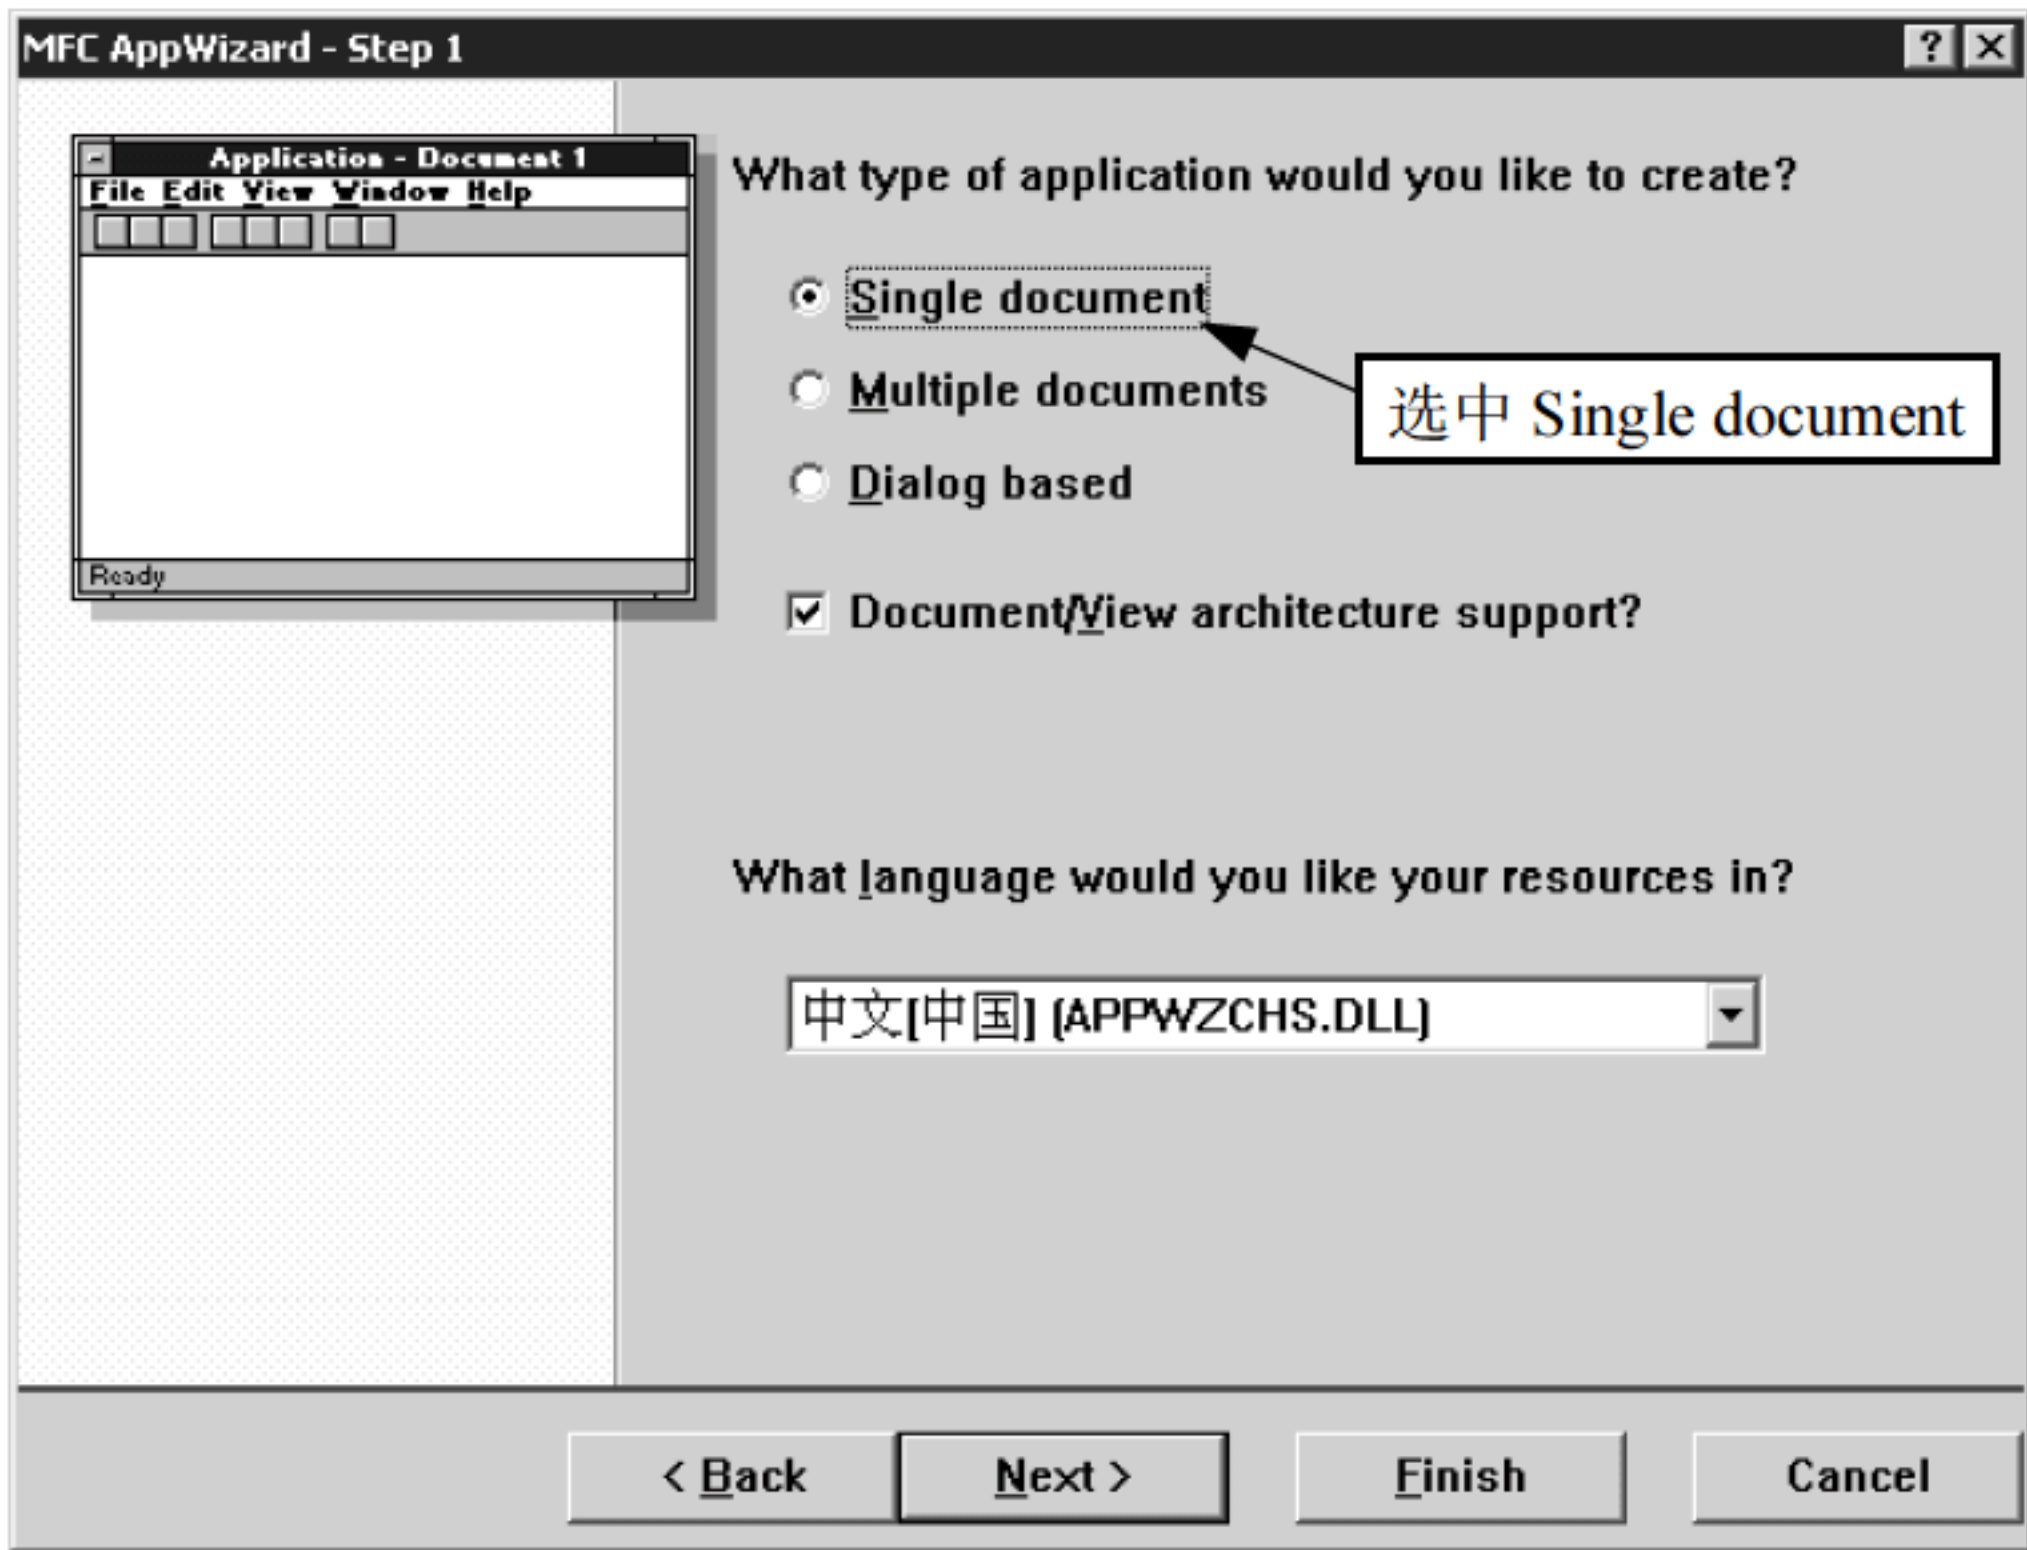 MFC AppWizard - Step 1
Application - Document 1
File Edit View Window Help
Ready
What type of application would you like to create?
Single document
选中 Single document
Multiple documents
Dialog based
Document/View architecture support?
What language would you like your resources in?
中文[中国] (APPWZCHS.DLL)
< Back
Next >
Finish
Cancel